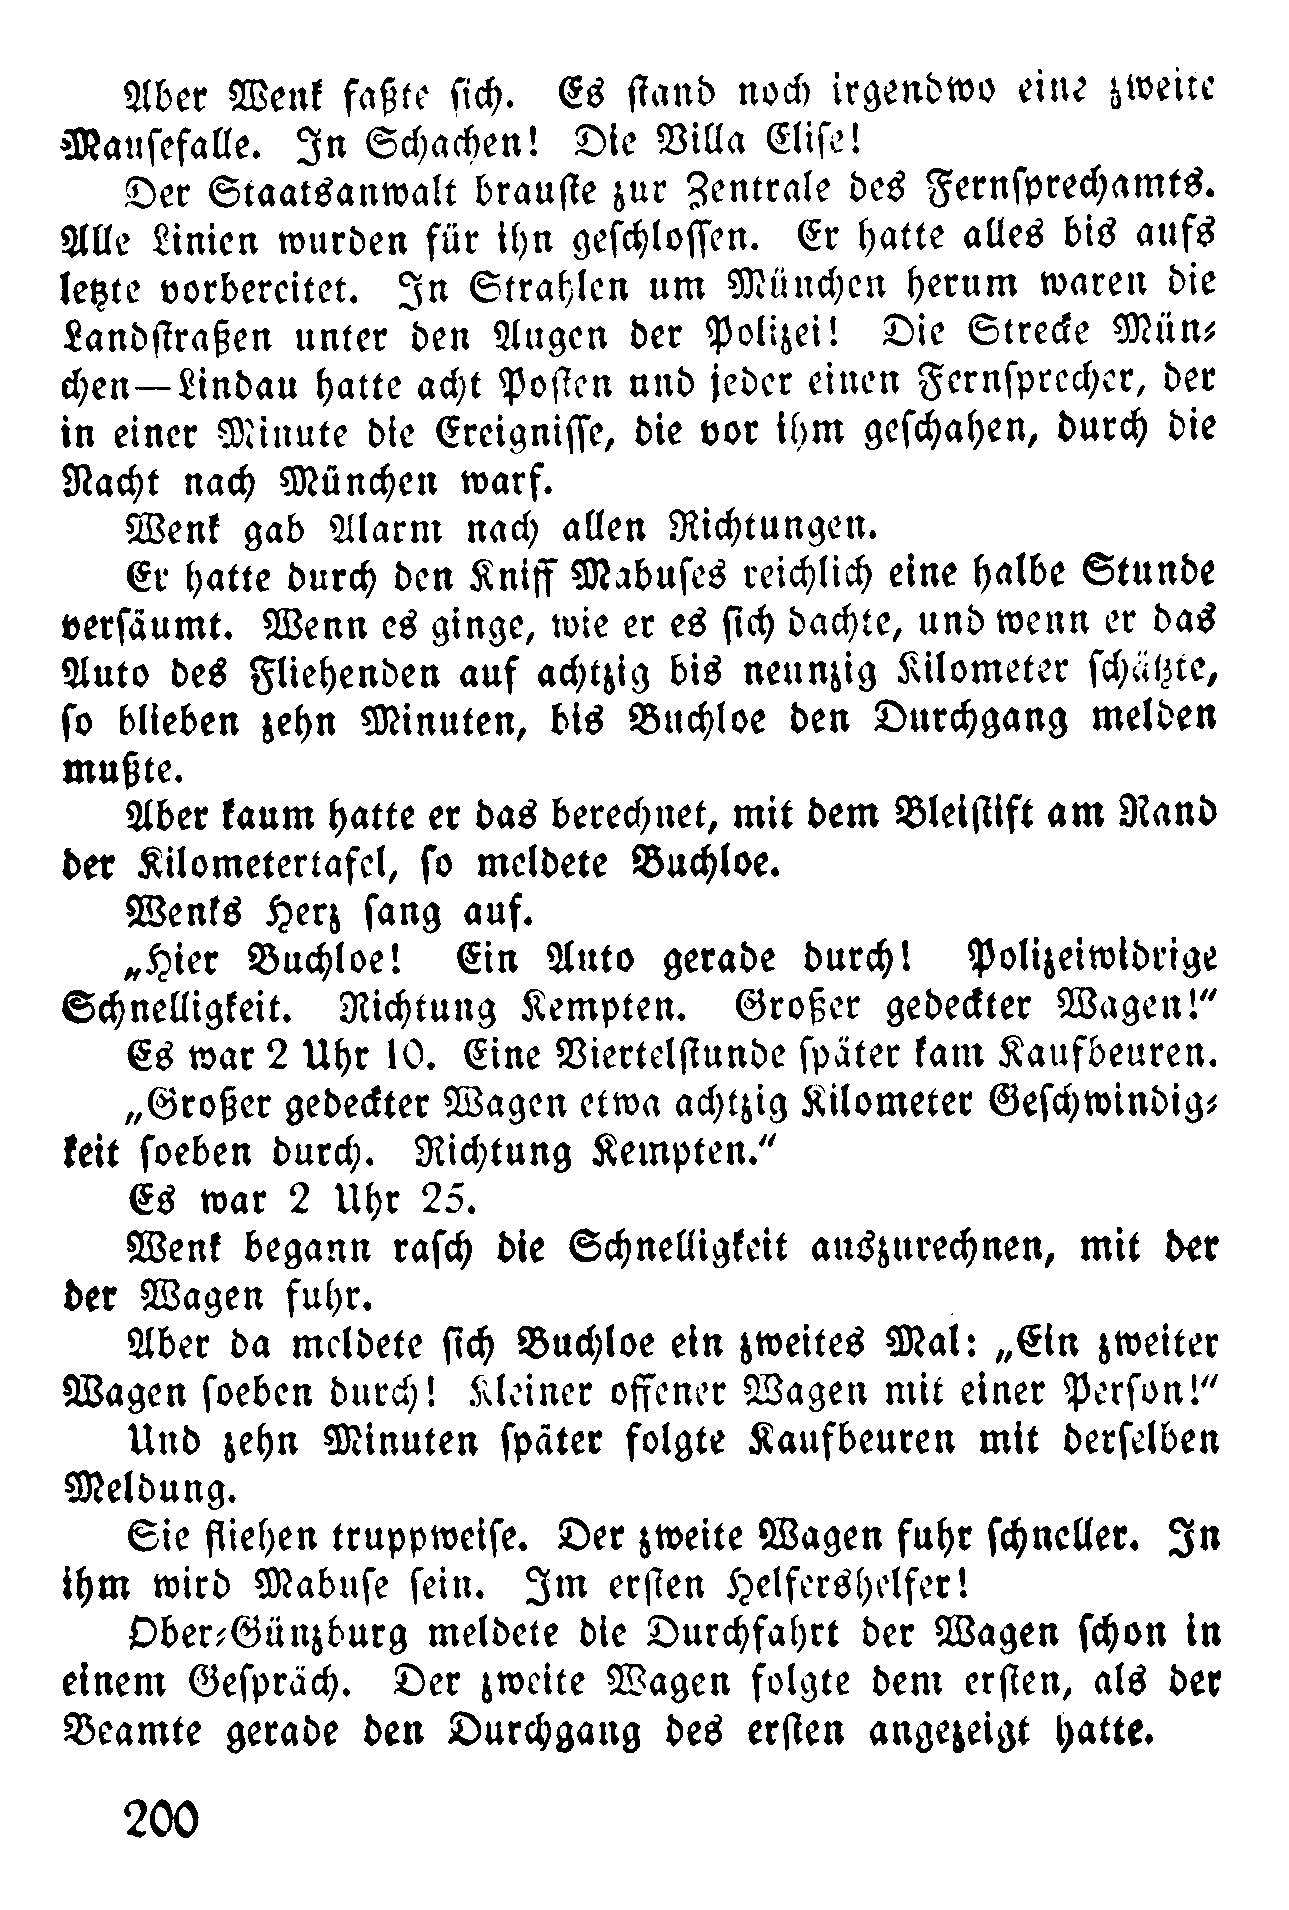 Aber Wenk faßte sich. Es stand noch irgendwo eine zweite
Mausefalle. In Schachen! Die Villa Elise!
Der Staatsanwalt brauste zur Zentrale des Fernsprechamts.
Alle Linien wurden für ihn geschlossen. Er hatte alles bis aufs
letzte vorbereitet. In Strahlen um München herum waren die
Landstraßen unter den Augen der Polizei! Die Strecke Mün-
chen—Lindau hatte acht Posten und jeder einen Fernsprecher, der
in einer Minute die Ereignisse, die vor ihm geschahen, durch die
Nacht nach München warf.
Wenk gab Alarm nach allen Richtungen.
Er hatte durch den Kniff Mabuses reichlich eine halbe Stunde
versäumt. Wenn es ginge, wie er es sich dachte, und wenn er das
Auto des Fliehenden auf achtzig bis neunzig Kilometer schätzte,
so blieben zehn Minuten, bis Buchloe den Durchgang melden
mußte.
Aber kaum hatte er das berechnet, mit dem Bleistift am Rand
der Kilometertafel, so meldete Buchloe.
Wenks Herz sang auf.
„Hier Buchloe! Ein Auto gerade durch! Polizeiwidrige
Schnelligkeit. Richtung Kempten. Großer gedeckter Wagen!“
Es war 2 Uhr 10. Eine Viertelstunde später kam Kaufbeuren.
„Großer gedeckter Wagen etwa achtzig Kilometer Geschwindig-
keit soeben durch. Richtung Kempten.“
Es war 2 Uhr 25.
Wenk begann rasch die Schnelligkeit auszurechnen, mit der
der Wagen fuhr.
Aber da meldete sich Buchloe ein zweites Mal: „Ein zweiter
Wagen soeben durch! Kleiner offener Wagen mit einer Person!“
Und zehn Minuten später folgte Kaufbeuren mit derselben
Meldung.
Sie fliehen truppweise. Der zweite Wagen fuhr schneller. In
ihm wird Mabuse sein. Im ersten Helfershelfer!
Ober-Günzburg meldete die Durchfahrt der Wagen schon in
einem Gespräch. Der zweite Wagen folgte dem ersten, als der
Beamte gerade den Durchgang des ersten angezeigt hatte.
200